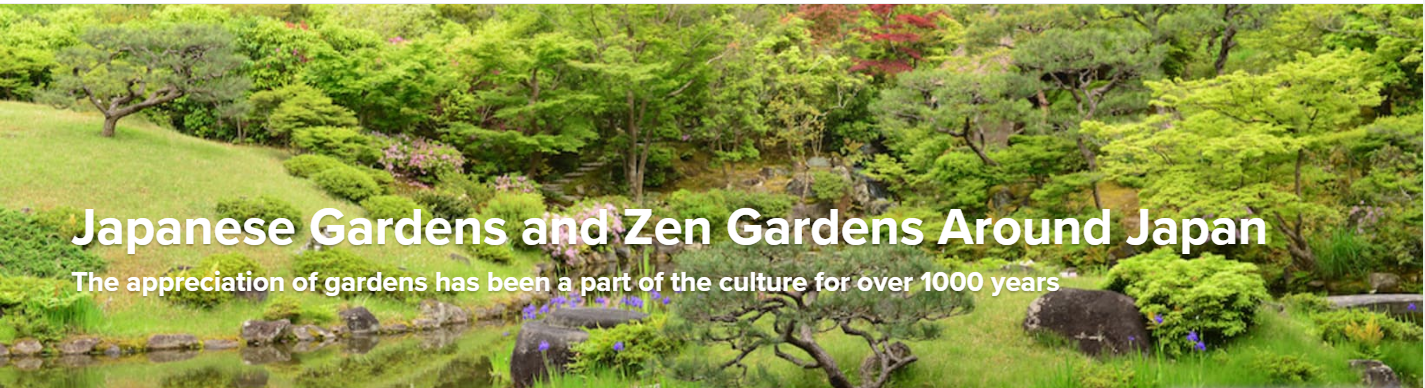 Japanese Gardens and Zen Gardens Around Japan
The appreciation of gardens has been a part of the culture for over 1000 years